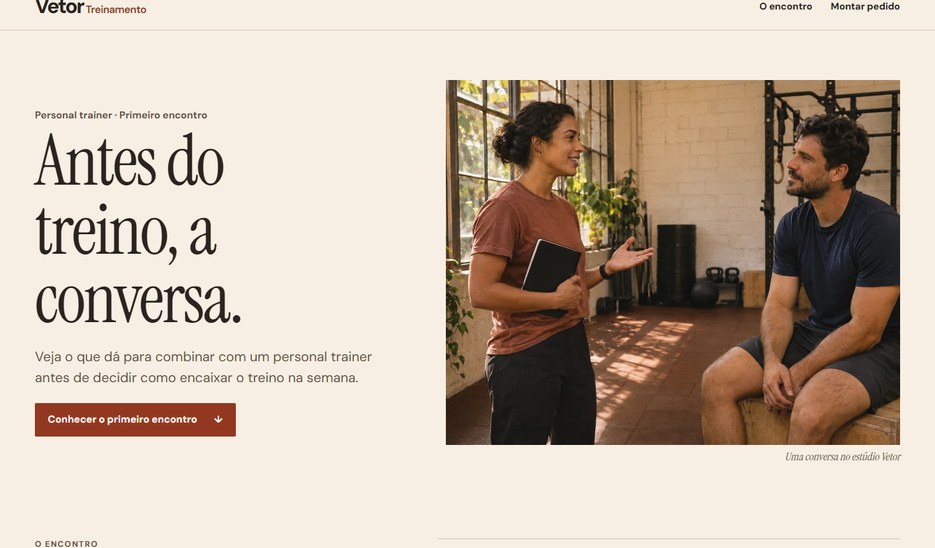 Vetor Treinamento
O encontro
Montar pedido
Personal trainer · Primeiro encontro
Antes do
treino, a
conversa.
Veja o que dá para combinar com um personal trainer
antes de decidir como encaixar o treino na semana.
Conhecer o primeiro encontro ↓
Uma conversa no estúdio Vetor
O ENCONTRO